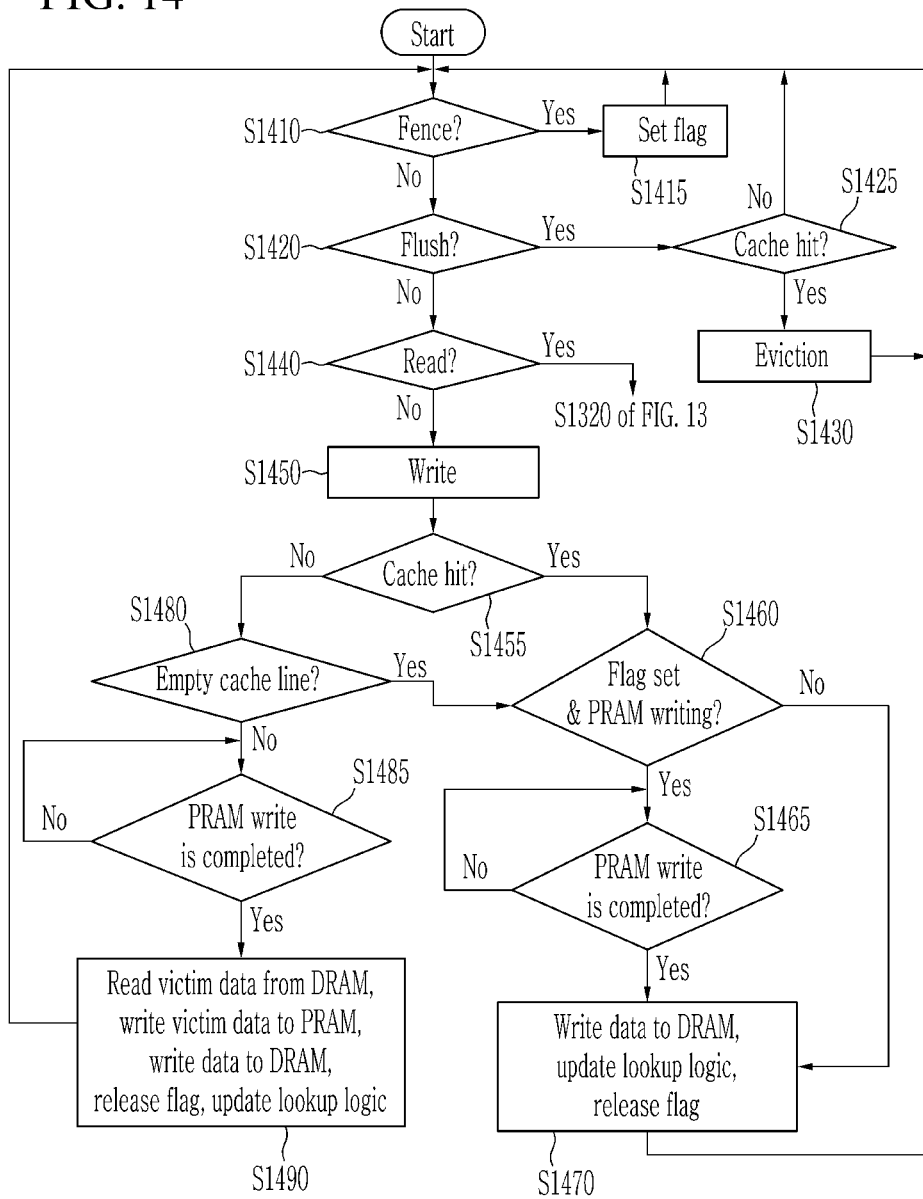 FIG. 14
Start
S1410
Fence?
Yes
Set flag
S1415
No
S1420
Flush?
Yes
No
S1425
Cache hit?
No
Yes
S1440
Read?
Yes
Eviction
S1430
S1320 of FIG. 13
No
S1450
Write
No
Cache hit?
Yes
S1455
S1480
Empty cache line?
Yes
S1460
Flag set
& PRAM writing?
No
No
S1485
Yes
No
PRAM write
is completed?
S1465
No
PRAM write
is completed?
Yes
Yes
Read victim data from DRAM,
write victim data to PRAM,
write data to DRAM,
release flag, update lookup logic
S1490
Write data to DRAM,
update lookup logic,
release flag
S1470